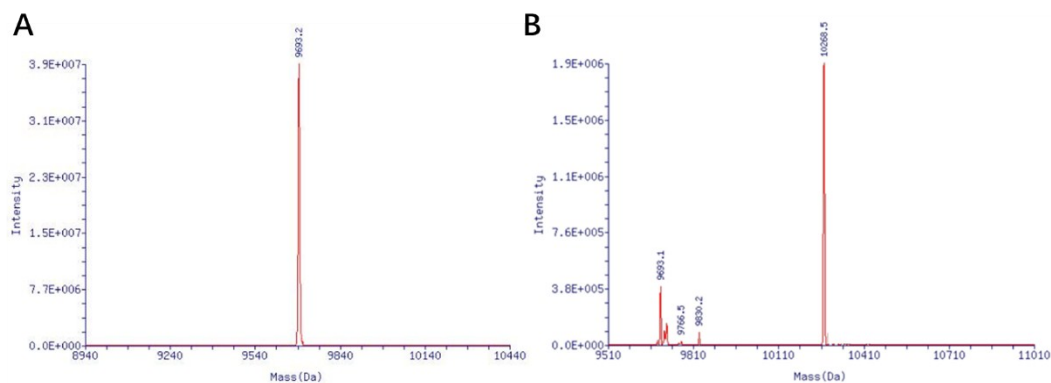 A
9693.2
3.9E+007
3.1E+007
2.3E+007
1.5E+007
7.7E+006
0.0E+000
Intensity
8940 9240 9540 9840 10140 10440
Mass(Da)
B
10268.5
1.9E+006
1.5E+006
1.1E+006
7.6E+005
3.8E+005
0.0E+000
Intensity
9693.1
9766.5
9830.2
9510 9810 10110 10410 10710 11010
Mass(Da)